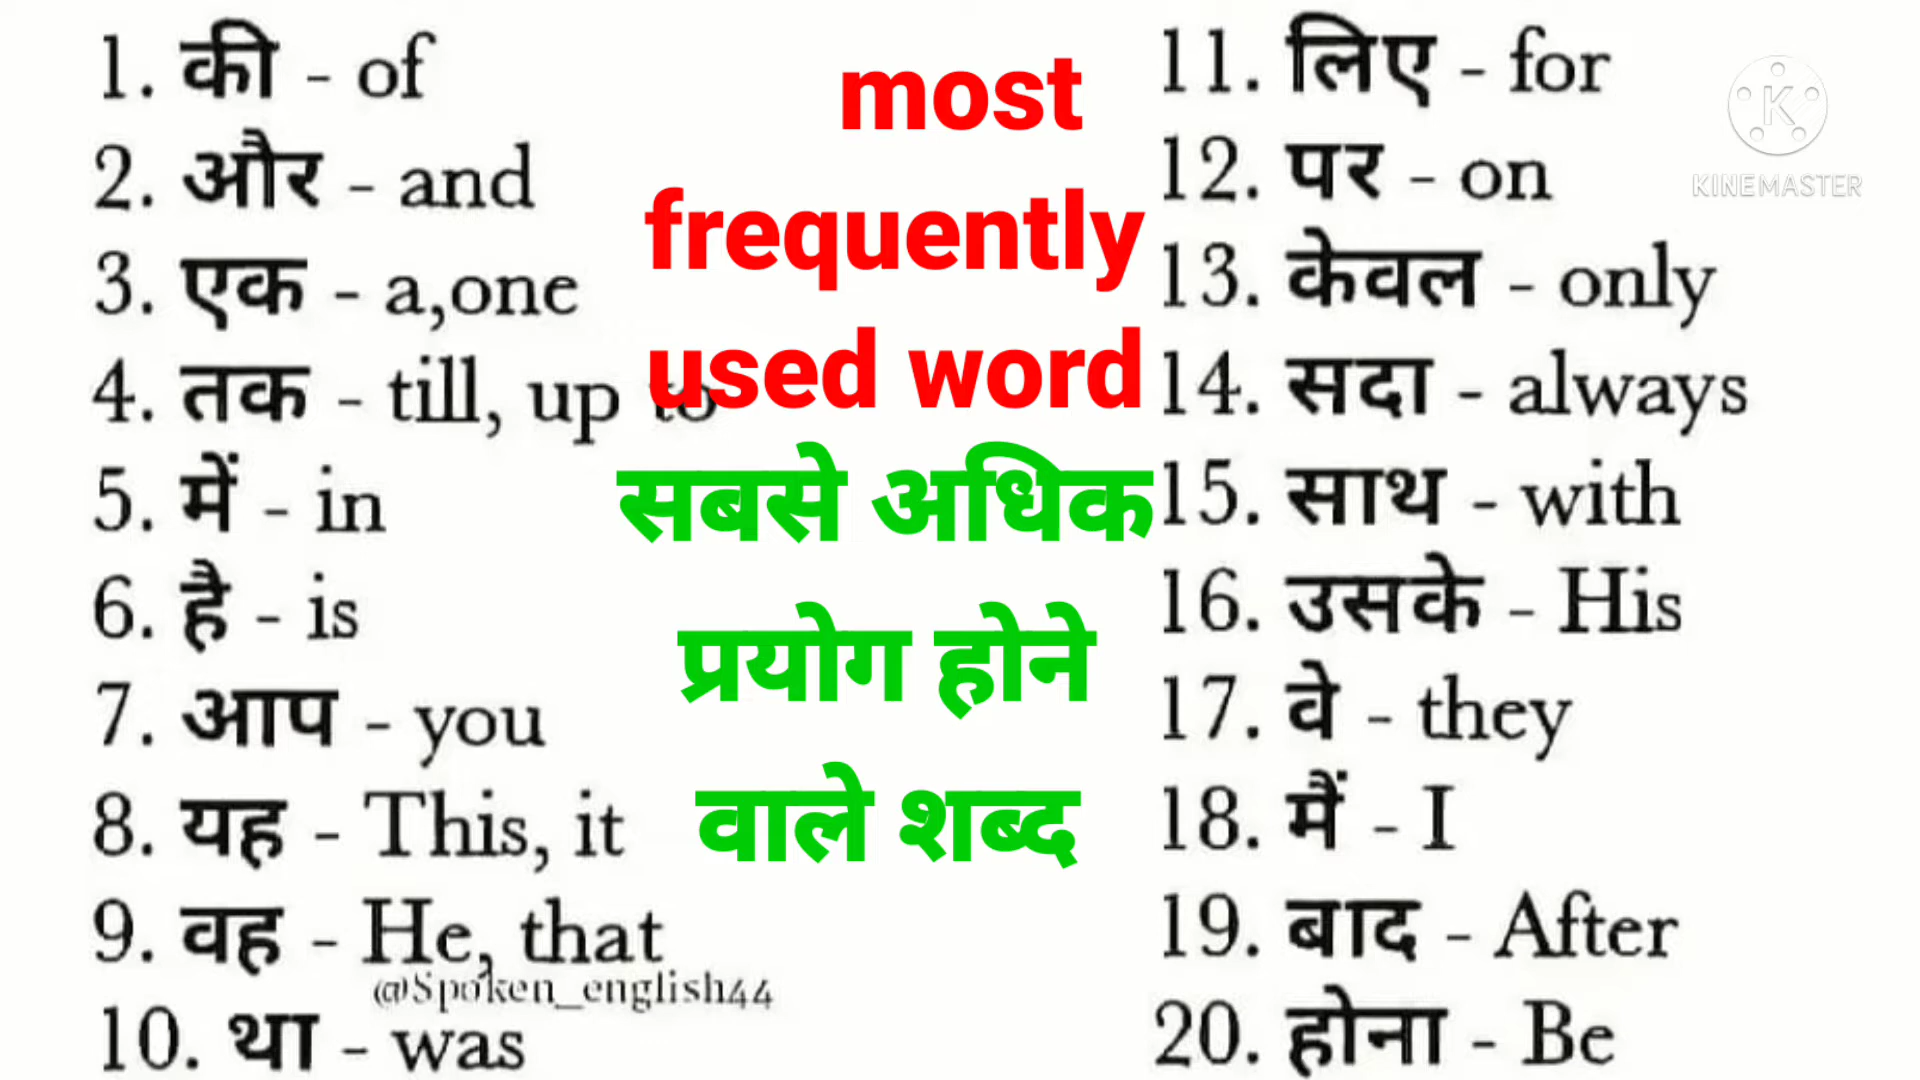 1. की - of
2. और - and
3. एक - a,one
4. तक - till, up to
5. में - in
6. है - is
7. आप - you
8. यह - This, it
9. वह - He, that
@Spoken_english44
10. था - was
most
frequently
used word
सबसे अधिक
प्रयोग होने
वाले शब्द
11. लिए - for
12. पर - on
13. केवल - only
14. सदा - always
15. साथ - with
16. उसके - His
17. वे - they
18. मैं - I
19. बाद - After
20. होना - Be
K
KINEMASTER